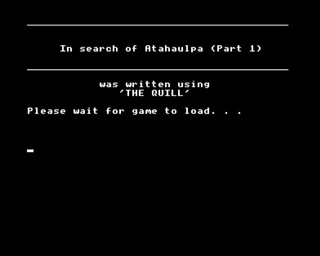 In search of Atahaulpa (Part 1)
was written using
'THE QUILL'
Please wait for game to load. . .